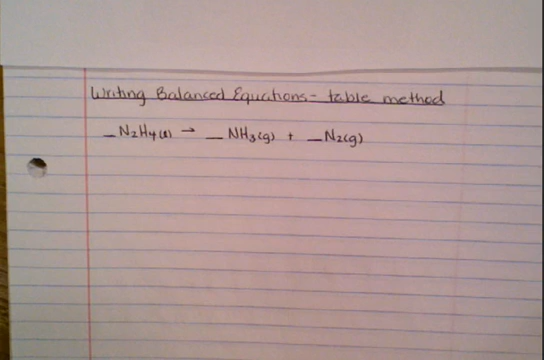 Writing Balanced Equations - table method
_N2H4(l) → _NH3(g) + _N2(g)